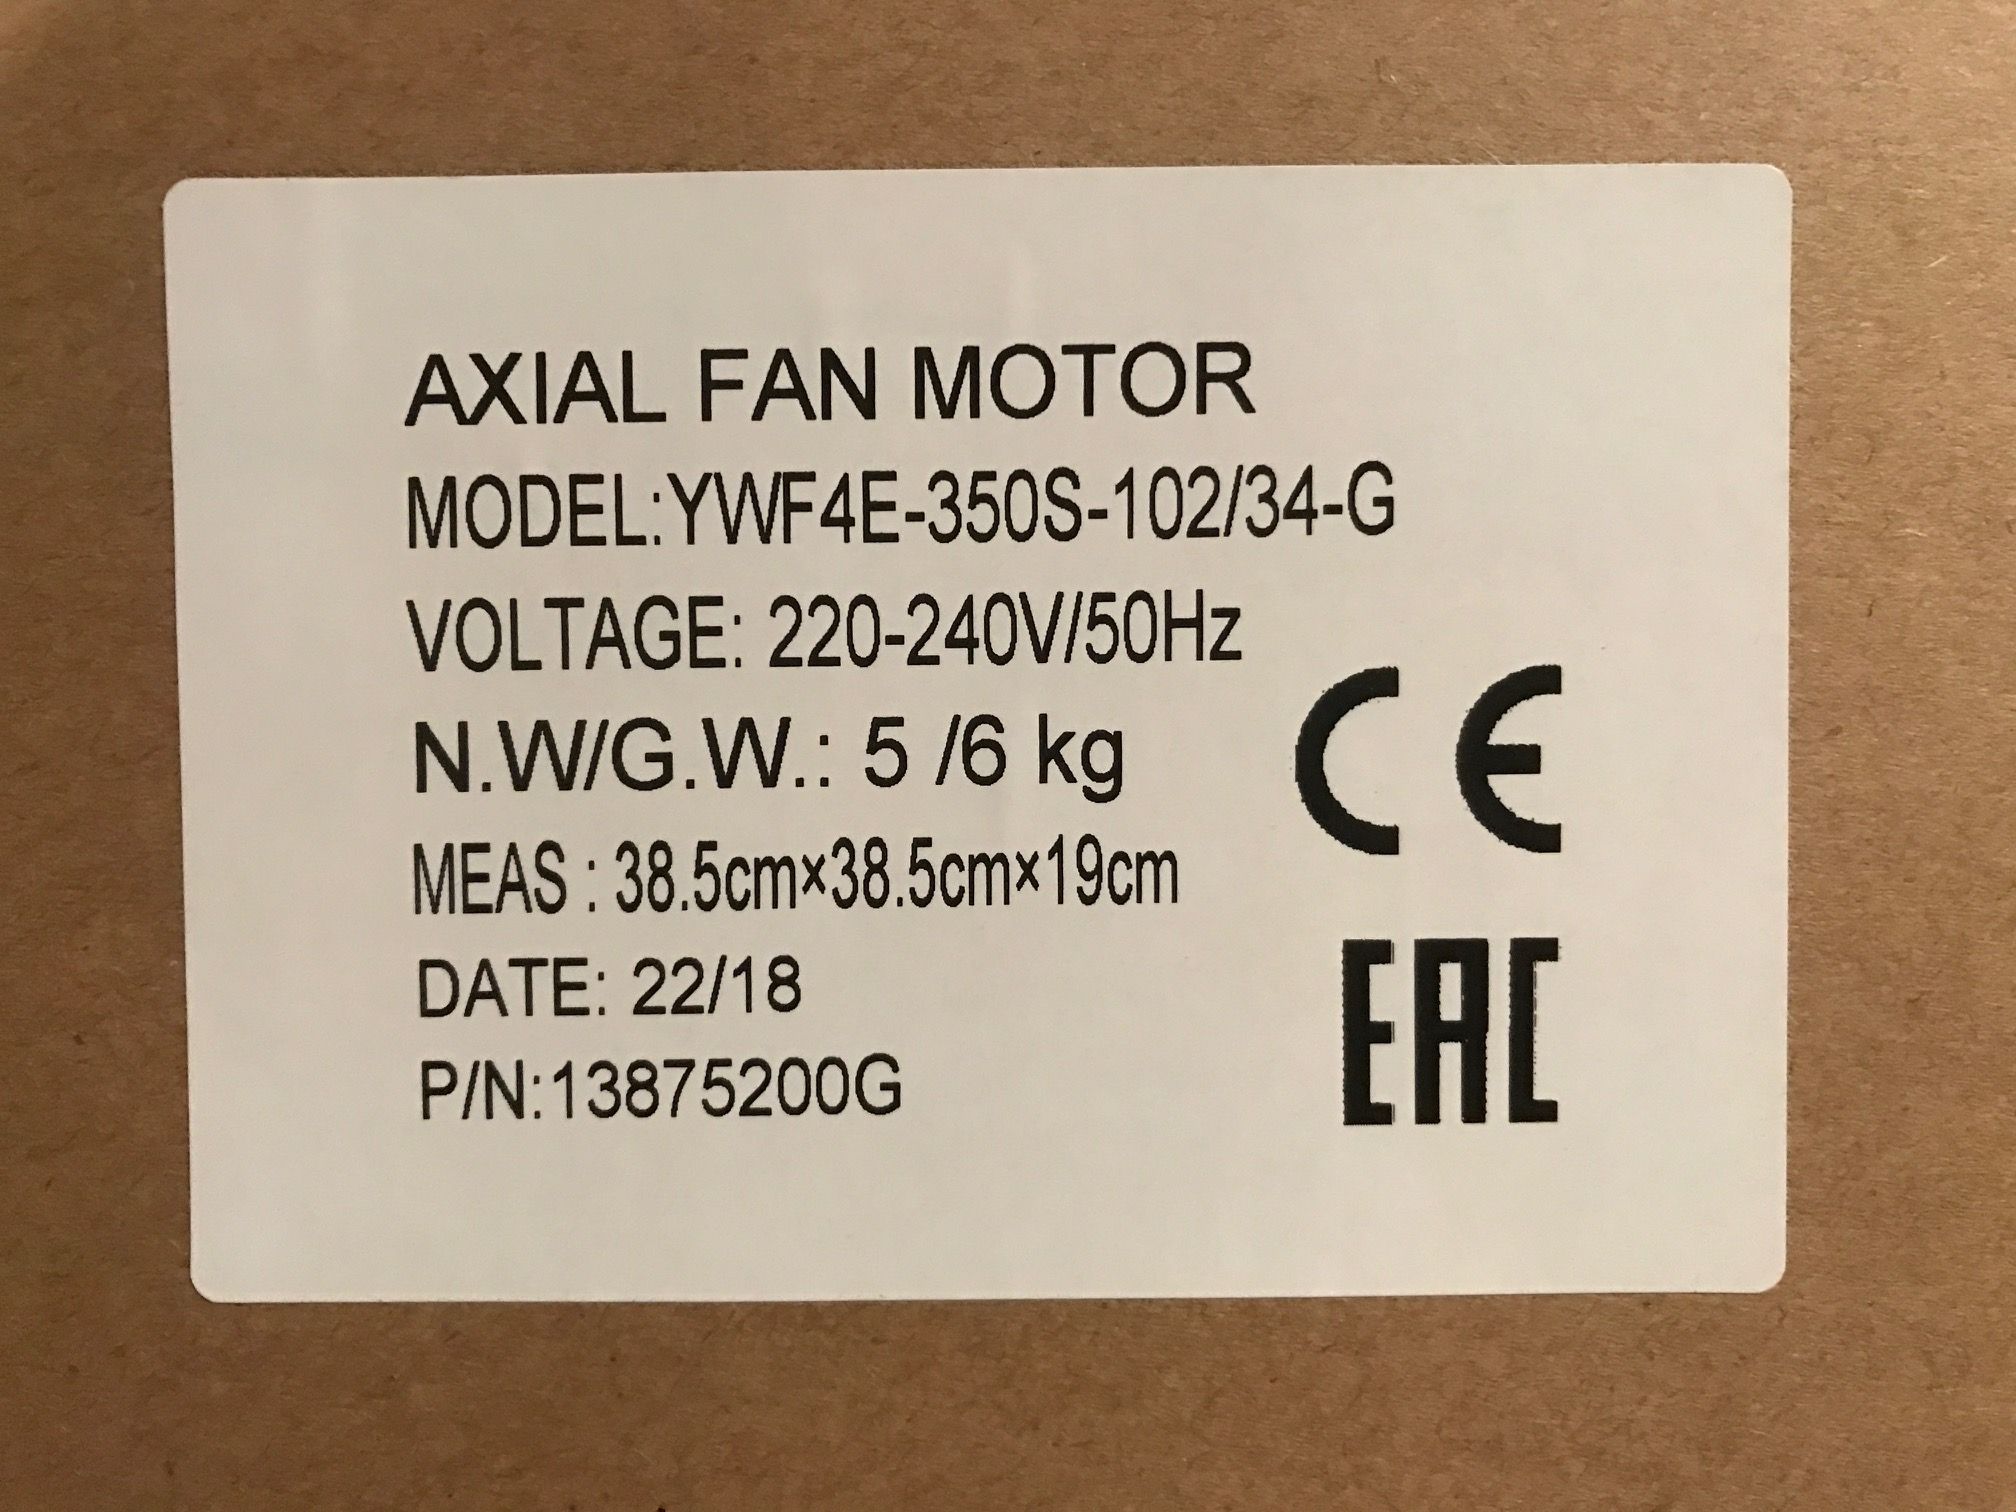 AXIAL FAN MOTOR
MODEL:YWF4E-350S-102/34-G
VOLTAGE: 220-240V/50Hz
N.W/G.W.: 5 /6 kg
MEAS : 38.5cm×38.5cm×19cm
DATE: 22/18
P/N:13875200G
CE
EAC